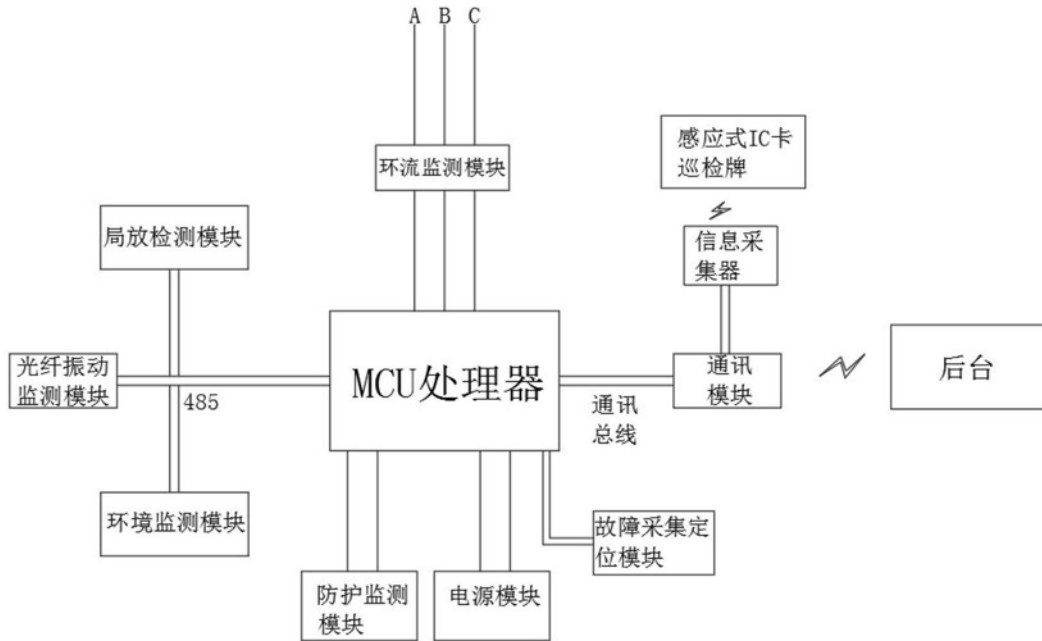 A B C
感应式IC卡
巡检牌
环流监测模块
局放检测模块
信息采
集器
光纤振动
监测模块
485
MCU处理器
通讯
总线
通讯
模块
后台
环境监测模块
故障采集定
位模块
防护监测
模块
电源模块